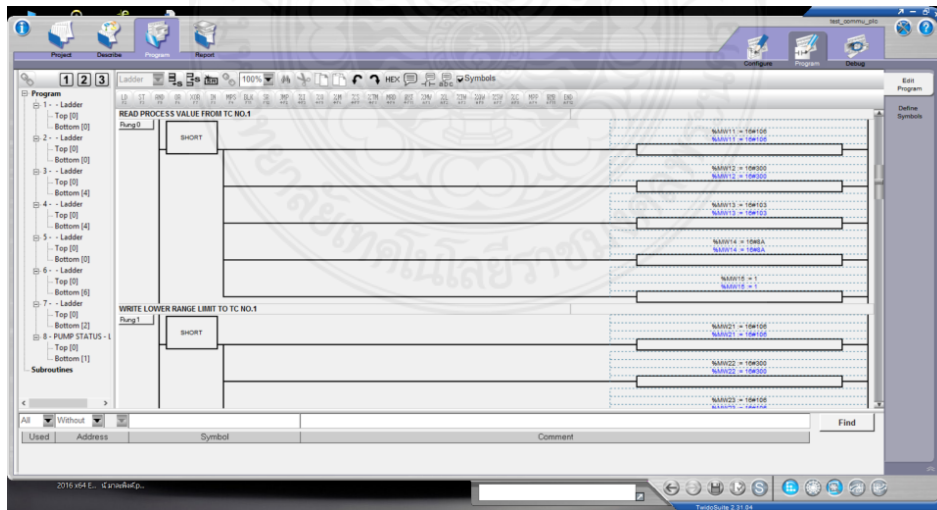 test_commu_plc
Project
Describe
Program
Report
Configure
Program
Debug
1 2 3
Ladder
100%
HEX
Symbols
Edit
Program
Define
Symbols
Program
1 - - Ladder
Top [0]
Bottom [0]
2 - - Ladder
Top [0]
Bottom [0]
3 - - Ladder
Top [0]
Bottom [4]
4 - - Ladder
Top [0]
Bottom [4]
5 - - Ladder
Top [0]
Bottom [0]
6 - - Ladder
Top [0]
Bottom [6]
7 - - Ladder
Top [0]
Bottom [2]
8 - PUMP STATUS - L
Top [0]
Bottom [1]
Subroutines
READ PROCESS VALUE FROM TC NO.1
Rung 0
SHORT
%MW11 := 16#106
%MW11 := 16#106
%MW12 := 16#300
%MW12 := 16#300
%MW13 := 16#103
%MW13 := 16#103
%MW14 := 16#8A
%MW14 := 16#8A
%MW15 := 1
%MW15 := 1
WRITE LOWER RANGE LIMIT TO TC NO.1
Rung 1
SHORT
%MW21 := 16#106
%MW21 := 16#106
%MW22 := 16#300
%MW22 := 16#300
%MW23 := 16#106
All
Without
Find
Used
Address
Symbol
Comment
2016 x64 E...
TwidoSuite 2.31.04